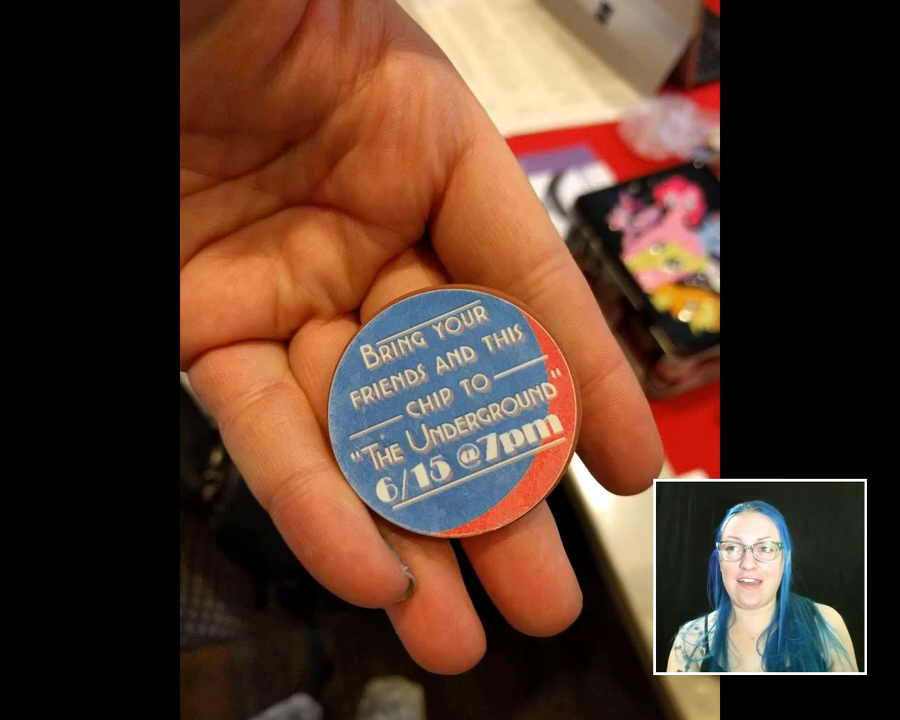 BRING YOUR
FRIENDS AND THIS
CHIP TO
"THE UNDERGROUND"
6/15 @7pm